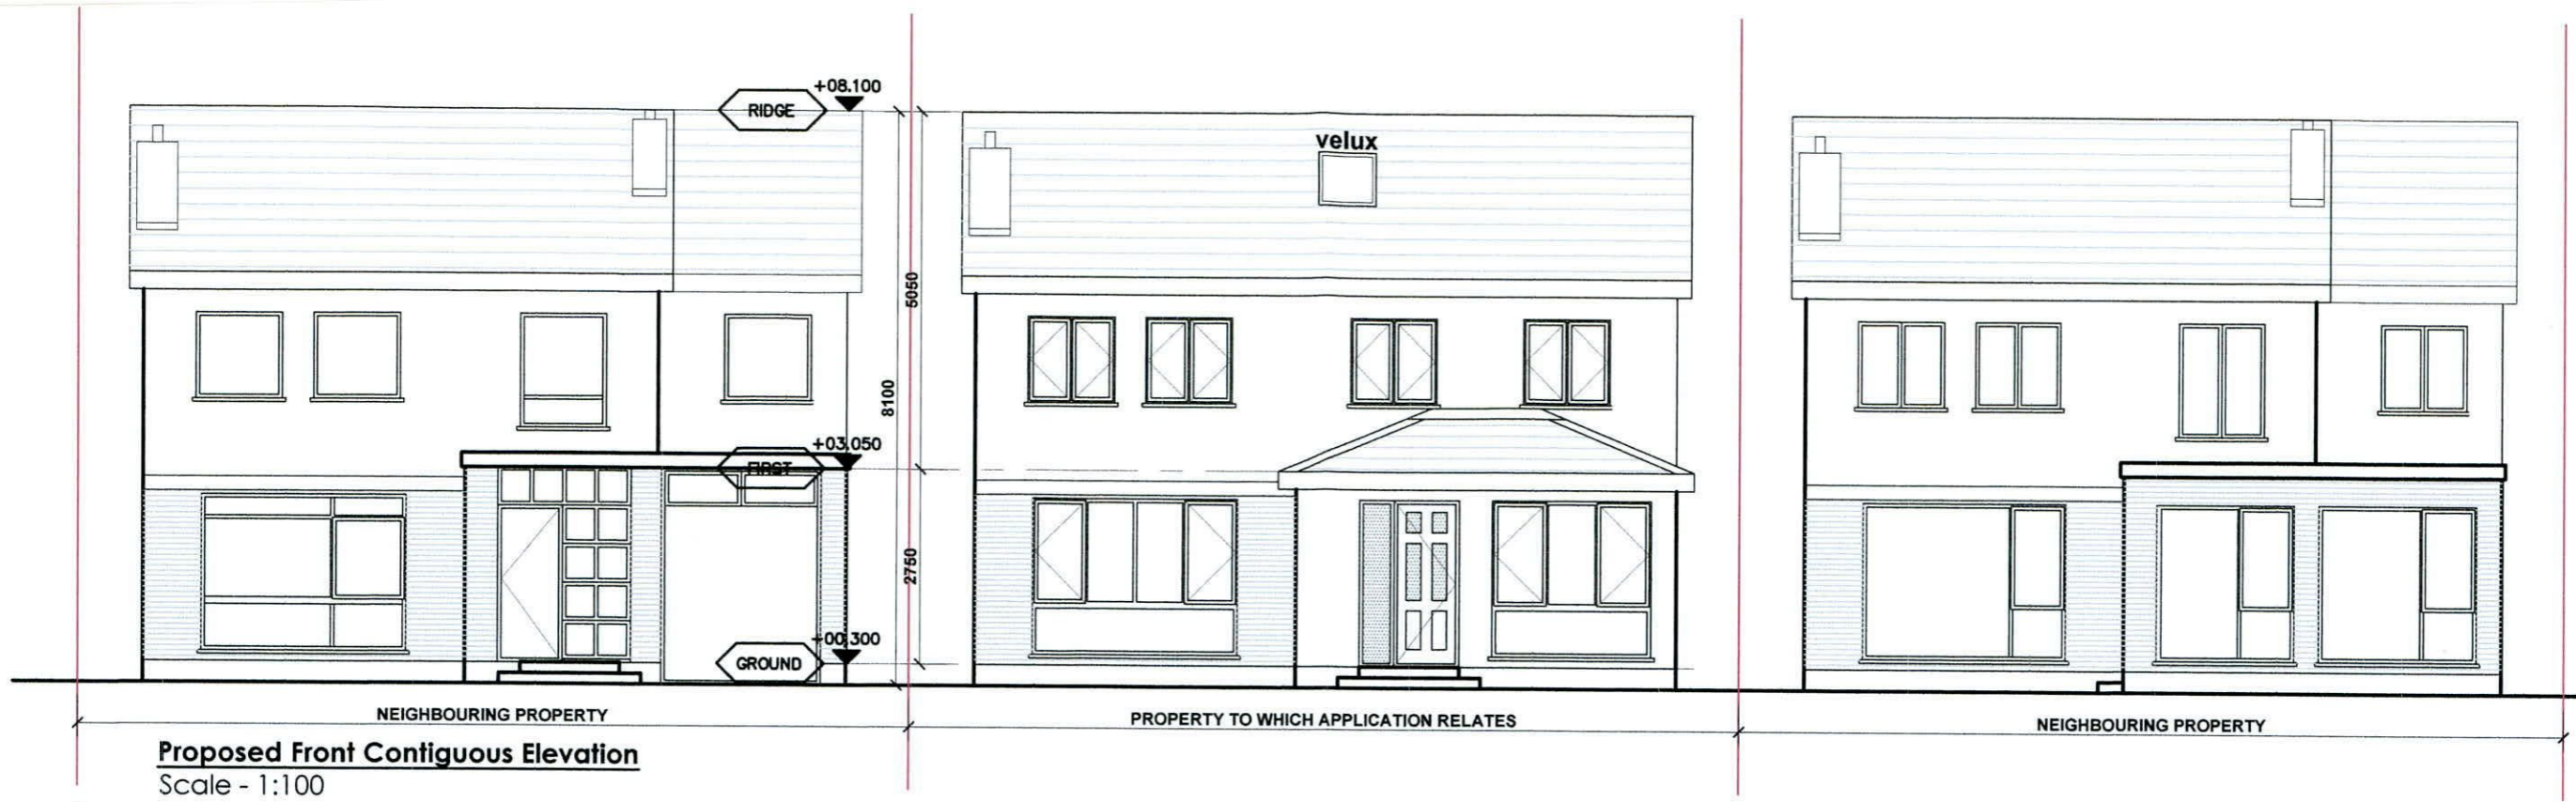 +08.100
RIDGE
velux
5050
8100
+03.050
FIRST
2750
+00.300
GROUND
NEIGHBOURING PROPERTY
PROPERTY TO WHICH APPLICATION RELATES
NEIGHBOURING PROPERTY
Proposed Front Contiguous Elevation
Scale - 1:100